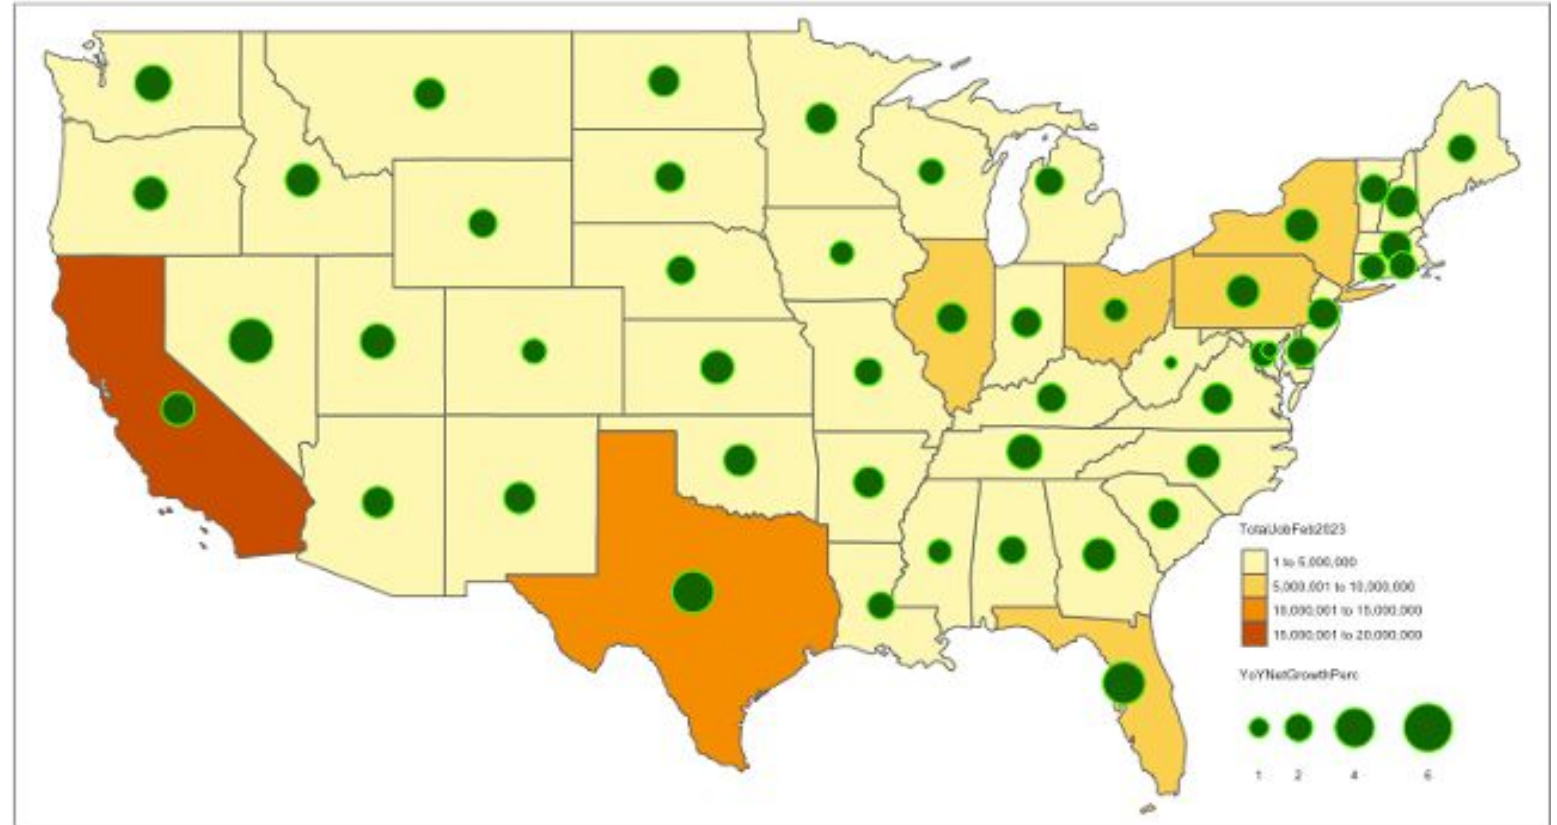 TotalJobFeb2023
1 to 5,000,000
5,000,001 to 10,000,000
10,000,001 to 15,000,000
15,000,001 to 20,000,000
YoYNetGrowthPerc
1 2 4 6